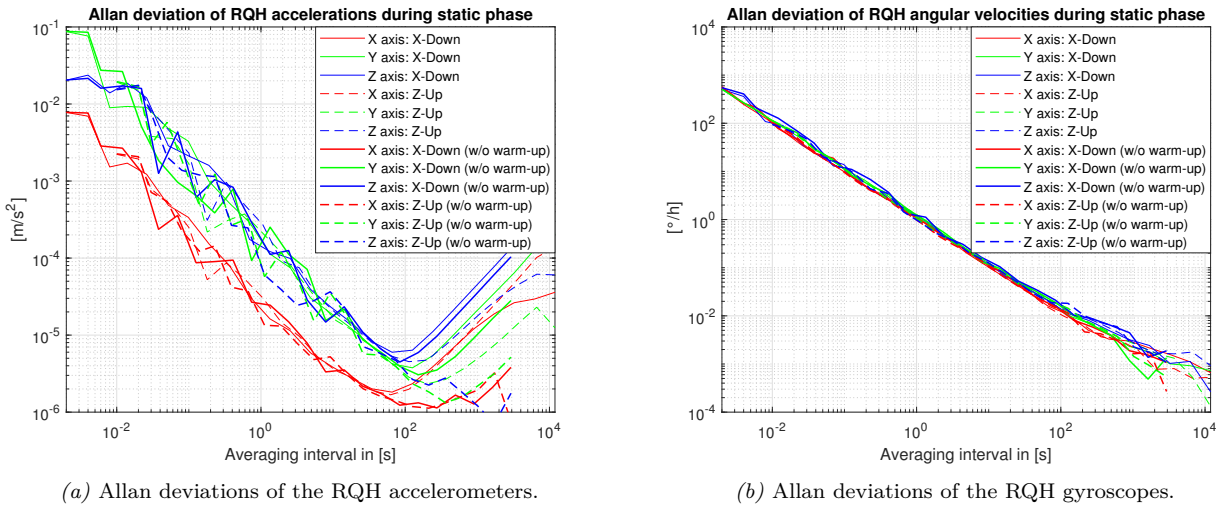 Allan deviation of RQH accelerations during static phase
10^-1
10^-2
10^-3
10^-4
10^-5
10^-6
[m/s^2]
X axis: X-Down
Y axis: X-Down
Z axis: X-Down
X axis: Z-Up
Y axis: Z-Up
Z axis: Z-Up
X axis: X-Down (w/o warm-up)
Y axis: X-Down (w/o warm-up)
Z axis: X-Down (w/o warm-up)
X axis: Z-Up (w/o warm-up)
Y axis: Z-Up (w/o warm-up)
Z axis: Z-Up (w/o warm-up)
10^-2 10^0 10^2 10^4
Averaging interval in [s]
(a) Allan deviations of the RQH accelerometers.
Allan deviation of RQH angular velocities during static phase
10^4
10^2
10^0
10^-2
10^-4
[°/h]
X axis: X-Down
Y axis: X-Down
Z axis: X-Down
X axis: Z-Up
Y axis: Z-Up
Z axis: Z-Up
X axis: X-Down (w/o warm-up)
Y axis: X-Down (w/o warm-up)
Z axis: X-Down (w/o warm-up)
X axis: Z-Up (w/o warm-up)
Y axis: Z-Up (w/o warm-up)
Z axis: Z-Up (w/o warm-up)
10^-2 10^0 10^2 10^4
Averaging interval in [s]
(b) Allan deviations of the RQH gyroscopes.